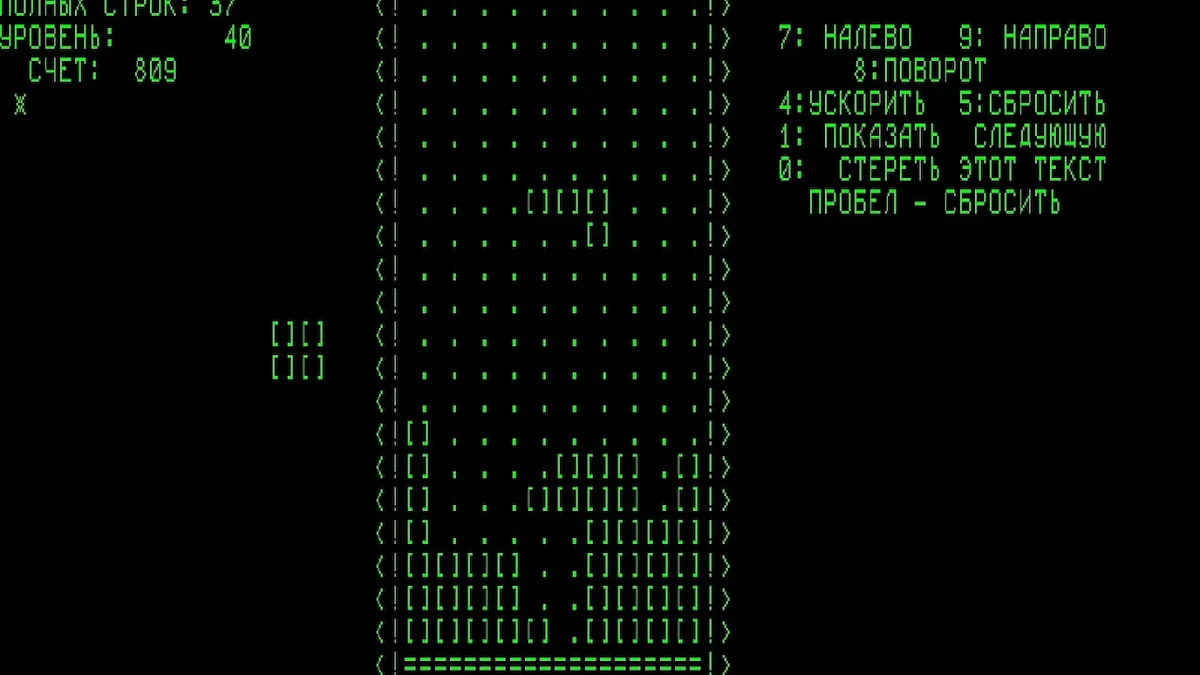 ПОЛНЫХ СТРОК: 37
УРОВЕНЬ: 40
СЧЕТ: 809
7: НАЛЕВО 9: НАПРАВО
8:ПОВОРОТ
4:УСКОРИТЬ 5:СБРОСИТЬ
1: ПОКАЗАТЬ СЛЕДУЮЩУЮ
0: СТЕРЕТЬ ЭТОТ ТЕКСТ
ПРОБЕЛ - СБРОСИТЬ